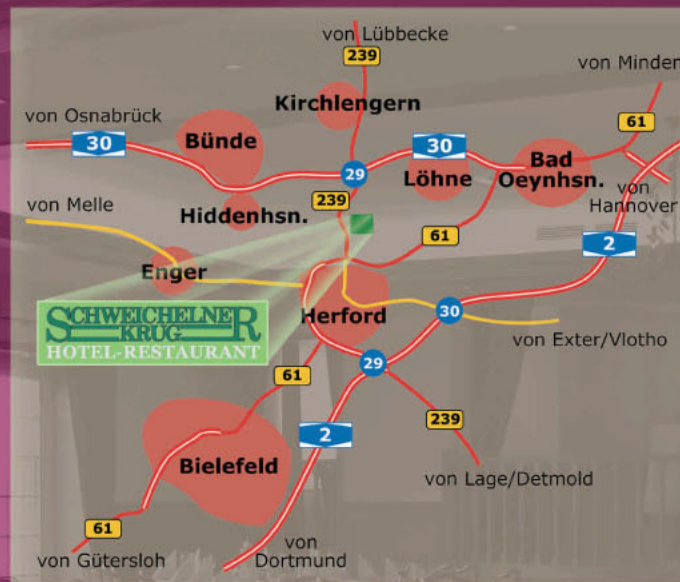 von Lübbecke
239
von Minden
Kirchlengern
61
von Osnabrück
Bünde
30
30
Bad
Oeynhsn.
29
Löhne
von
Hannover
239
von Melle
Hiddenhsn.
61
2
Enger
SCHWEICHELNER
KRUG
HOTEL-RESTAURANT
Herford
30
von Exter/Vlotho
29
61
239
2
Bielefeld
von Lage/Detmold
61
von Gütersloh
von
Dortmund